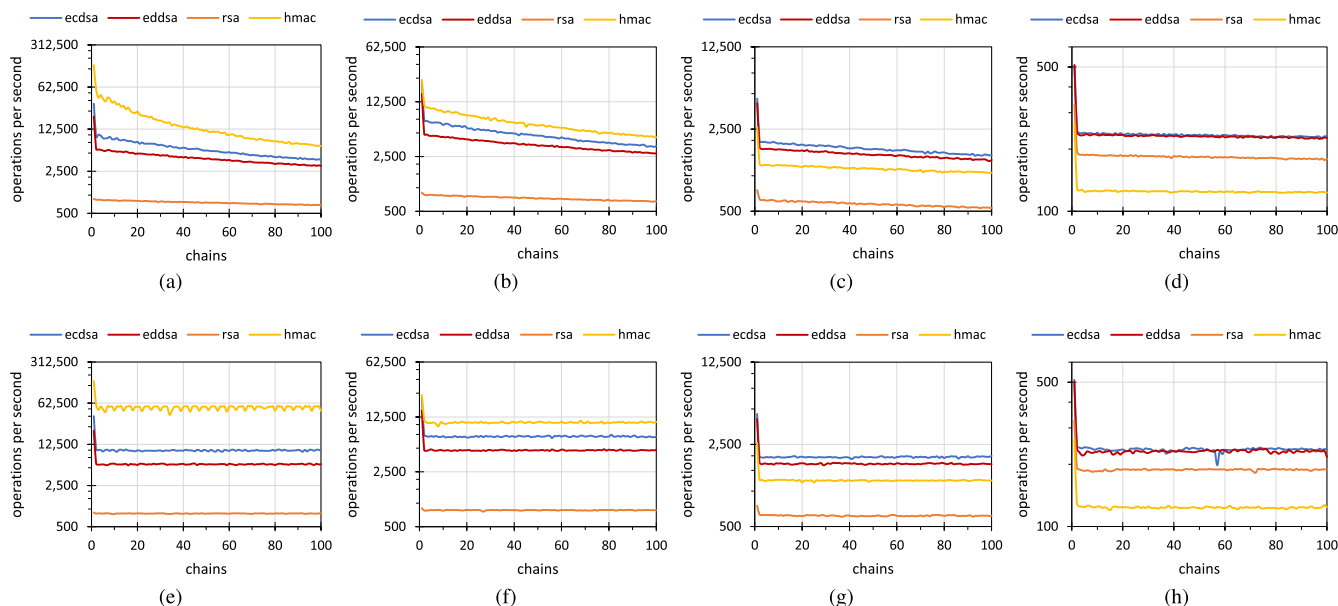 ecdsa eddsa rsa hmac
operations per second
312,500
62,500
12,500
2,500
500
0 20 40 60 80 100
chains
(a)
ecdsa eddsa rsa hmac
operations per second
62,500
12,500
2,500
500
0 20 40 60 80 100
chains
(b)
ecdsa eddsa rsa hmac
operations per second
12,500
2,500
500
0 20 40 60 80 100
chains
(c)
ecdsa eddsa rsa hmac
operations per second
500
100
0 20 40 60 80 100
chains
(d)
ecdsa eddsa rsa hmac
operations per second
312,500
62,500
12,500
2,500
500
0 20 40 60 80 100
chains
(e)
ecdsa eddsa rsa hmac
operations per second
62,500
12,500
2,500
500
0 20 40 60 80 100
chains
(f)
ecdsa eddsa rsa hmac
operations per second
12,500
2,500
500
0 20 40 60 80 100
chains
(g)
ecdsa eddsa rsa hmac
operations per second
500
100
0 20 40 60 80 100
chains
(h)